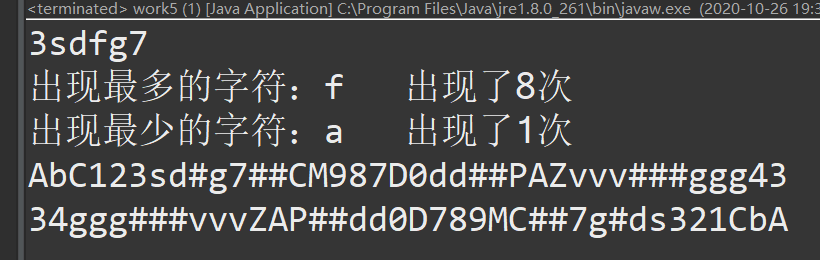 <terminated> work5 (1) [Java Application] C:\Program Files\Java\jre1.8.0_261\bin\javaw.exe (2020-10-26 19:3
3sdfg7
出现最多的字符：f 出现了8次
出现最少的字符：a 出现了1次
AbC123sd#g7##CM987D0dd##PAZvvv###ggg43
34ggg###vvvZAP##dd0D789MC##7g#ds321CbA